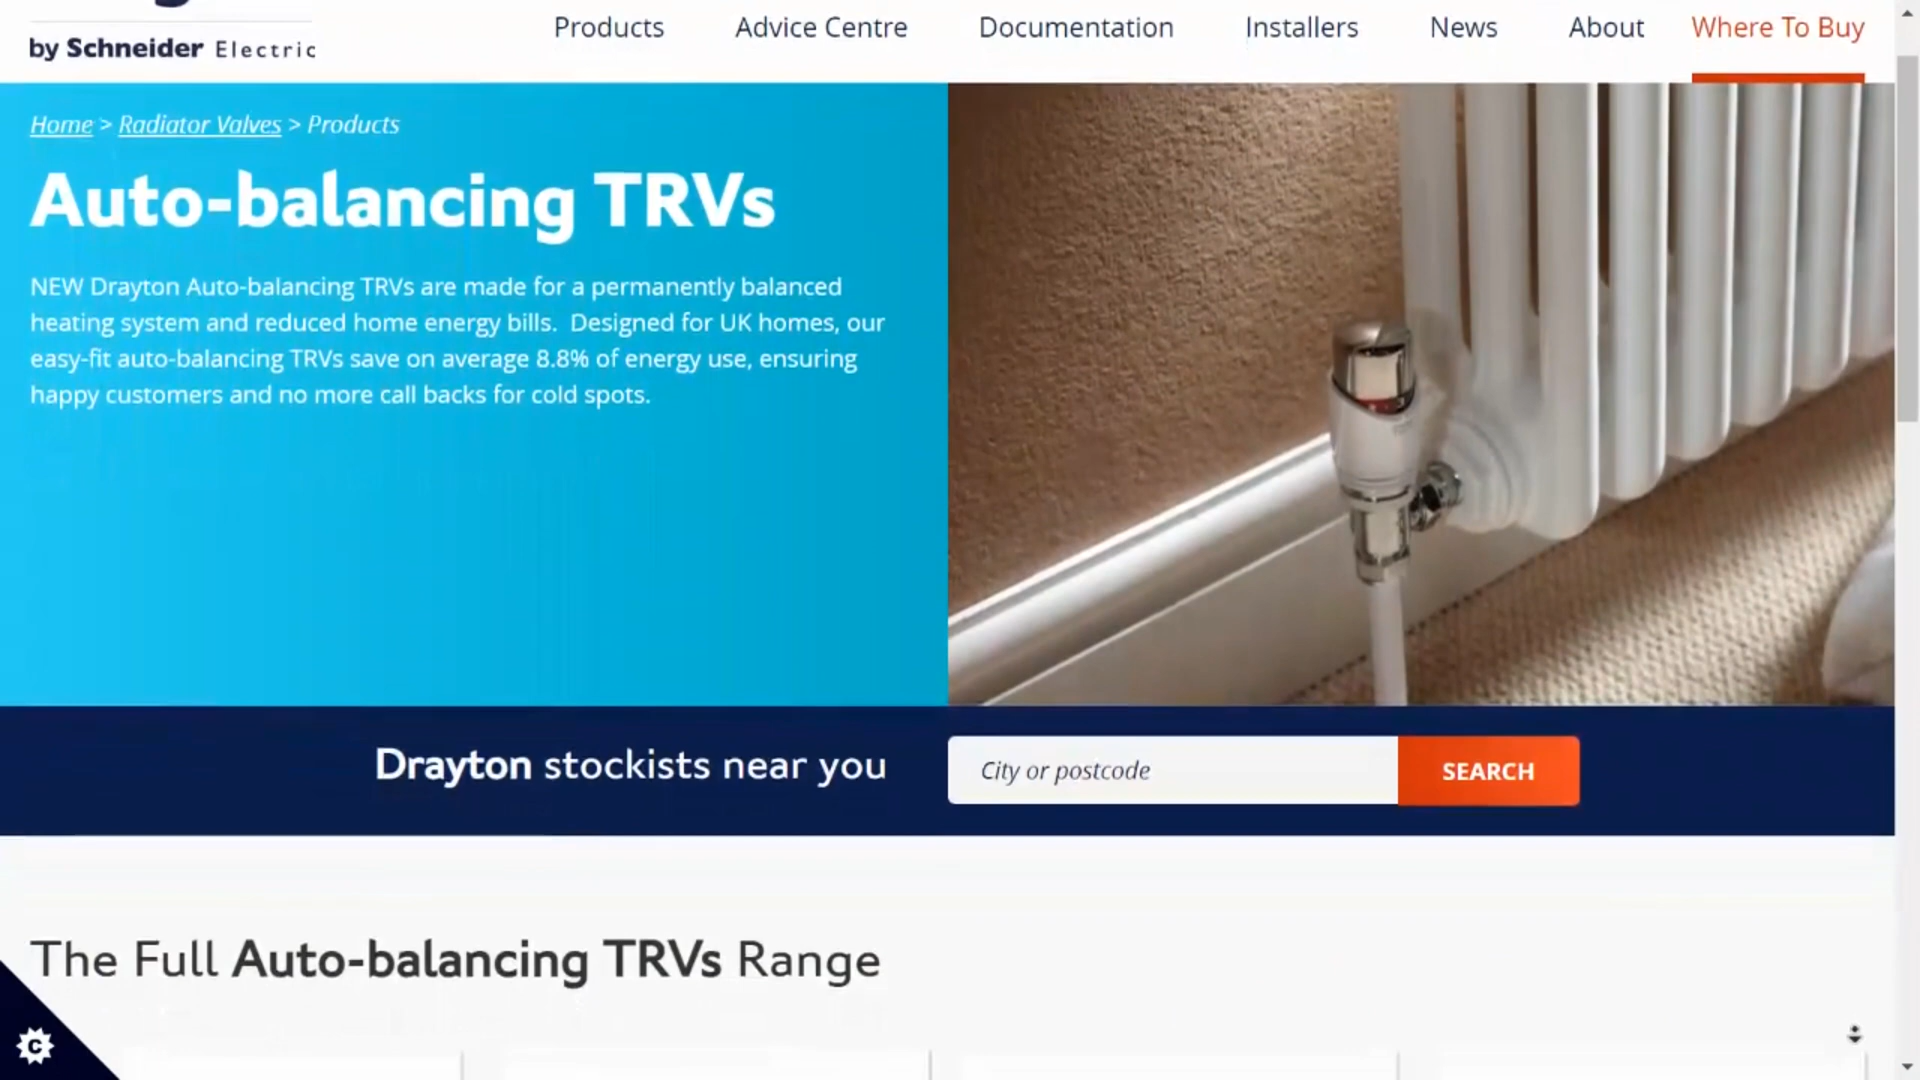 by Schneider Electric
Products Advice Centre Documentation Installers News About Where To Buy
Home > Radiator Valves > Products
Auto-balancing TRVs
NEW Drayton Auto-balancing TRVs are made for a permanently balanced
heating system and reduced home energy bills. Designed for UK homes, our
easy-fit auto-balancing TRVs save on average 8.8% of energy use, ensuring
happy customers and no more call backs for cold spots.
Drayton stockists near you
City or postcode
SEARCH
The Full Auto-balancing TRVs Range
C